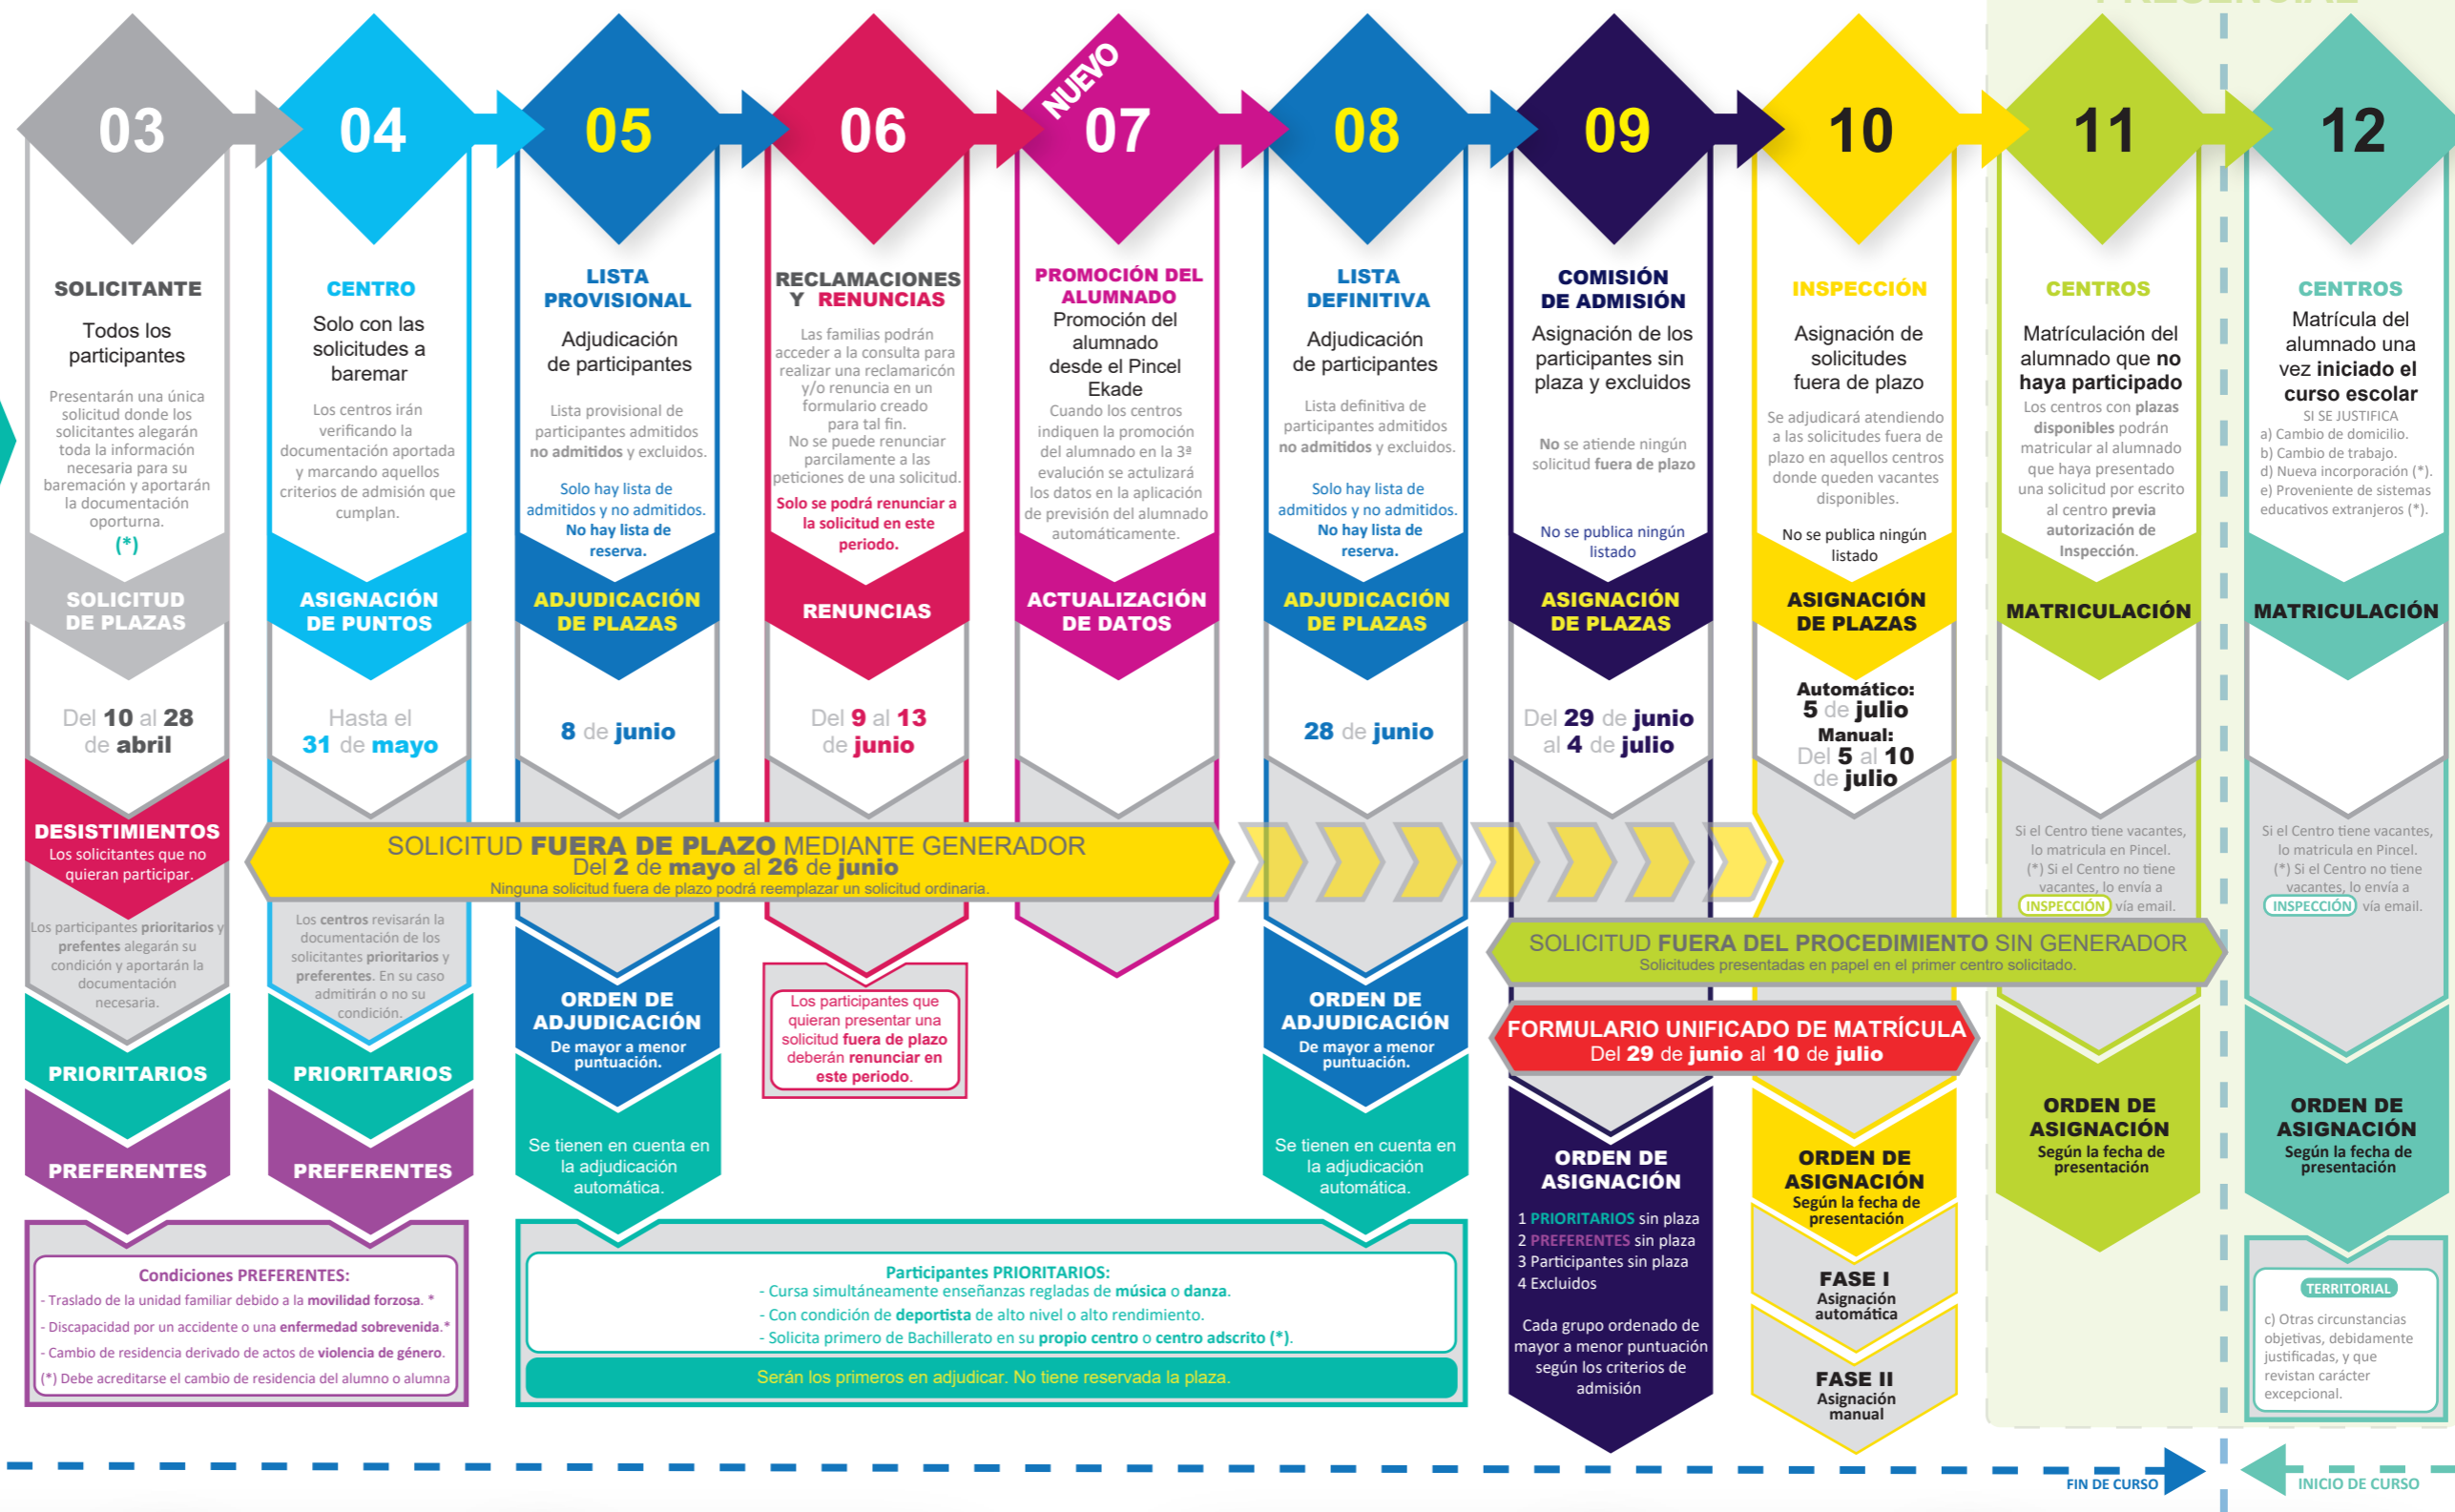 PRESENCIAL
03
SOLICITANTE
Todos los
participantes
Presentarán una única
solicitud donde los
solicitantes alegarán
toda la información
necesaria para su
baremación y aportarán
la documentación
oporturna.
(*)
SOLICITUD
DE PLAZAS
Del 10 al 28
de abril
DESISTIMIENTOS
Los solicitantes que no
quieran participar.
Los participantes prioritarios y
prefentes alegarán su
condición y aportarán la
documentación
necesaria.
PRIORITARIOS
PREFERENTES
04
CENTRO
Solo con las
solicitudes a
baremar
Los centros irán
verificando la
documentación aportada
y marcando aquellos
criterios de admisión que
cumplan.
ASIGNACIÓN
DE PUNTOS
Hasta el
31 de mayo
Los centros revisarán la
documentación de los
solicitantes prioritarios y
preferentes. En su caso
admitirán o no su
condición.
PRIORITARIOS
PREFERENTES
Condiciones PREFERENTES:
- Traslado de la unidad familiar debido a la movilidad forzosa. *
- Discapacidad por un accidente o una enfermedad sobrevenida.*
- Cambio de residencia derivado de actos de violencia de género.
(*) Debe acreditarse el cambio de residencia del alumno o alumna
05
LISTA
PROVISIONAL
Adjudicación
de participantes
Lista provisional de
participantes admitidos
no admitidos y excluidos.
Solo hay lista de
admitidos y no admitidos.
No hay lista de
reserva.
ADJUDICACIÓN
DE PLAZAS
8 de junio
ORDEN DE
ADJUDICACIÓN
De mayor a menor
puntuación.
Se tienen en cuenta en
la adjudicación
automática.
06
RECLAMACIONES
Y RENUNCIAS
Las familias podrán
acceder a la consulta para
realizar una reclamaricón
y/o renuncia en un
formulario creado
para tal fin.
No se puede renunciar
parcilamente a las
peticiones de una solicitud.
Solo se podrá renunciar a
la solicitud en este
periodo.
RENUNCIAS
Del 9 al 13
de junio
Los participantes que
quieran presentar una
solicitud fuera de plazo
deberán renunciar en
este periodo.
NUEVO
07
PROMOCIÓN DEL
ALUMNADO
Promoción del
alumnado
desde el Pincel
Ekade
Cuando los centros
indiquen la promoción
del alumnado en la 3ª
evalución se actulizará
los datos en la aplicación
de previsión del alumnado
automáticamente.
ACTUALIZACIÓN
DE DATOS
SOLICITUD FUERA DE PLAZO MEDIANTE GENERADOR
Del 2 de mayo al 26 de junio
Ninguna solicitud fuera de plazo podrá reemplazar un solicitud ordinaria.
08
LISTA
DEFINITIVA
Adjudicación
de participantes
Lista definitiva de
participantes admitidos
no admitidos y excluidos.
Solo hay lista de
admitidos y no admitidos.
No hay lista de
reserva.
ADJUDICACIÓN
DE PLAZAS
28 de junio
ORDEN DE
ADJUDICACIÓN
De mayor a menor
puntuación.
Se tienen en cuenta en
la adjudicación
automática.
Participantes PRIORITARIOS:
- Cursa simultáneamente enseñanzas regladas de música o danza.
- Con condición de deportista de alto nivel o alto rendimiento.
- Solicita primero de Bachillerato en su propio centro o centro adscrito (*).
Serán los primeros en adjudicar. No tiene reservada la plaza.
09
COMISIÓN
DE ADMISIÓN
Asignación de los
participantes sin
plaza y excluidos
No se atiende ningún
solicitud fuera de plazo
No se publica ningún
listado
ASIGNACIÓN
DE PLAZAS
Del 29 de junio
al 4 de julio
10
INSPECCIÓN
Asignación de
solicitudes
fuera de plazo
Se adjudicará atendiendo
a las solicitudes fuera de
plazo en aquellos centros
donde queden vacantes
disponibles.
No se publica ningún
listado
ASIGNACIÓN
DE PLAZAS
Automático:
5 de julio
Manual:
Del 5 al 10
de julio
11
CENTROS
Matrículación del
alumnado que no
haya participado
Los centros con plazas
disponibles podrán
matricular al alumnado
que haya presentado
una solicitud por escrito
al centro previa
autorización de
Inspección.
MATRICULACIÓN
Si el Centro tiene vacantes,
lo matricula en Pincel.
(*) Si el Centro no tiene
vacantes, lo envía a
INSPECCIÓN vía email.
SOLICITUD FUERA DEL PROCEDIMIENTO SIN GENERADOR
Solicitudes presentadas en papel en el primer centro solicitado.
FORMULARIO UNIFICADO DE MATRÍCULA
Del 29 de junio al 10 de julio
ORDEN DE
ASIGNACIÓN
1 PRIORITARIOS sin plaza
2 PREFERENTES sin plaza
3 Participantes sin plaza
4 Excluidos
Cada grupo ordenado de
mayor a menor puntuación
según los criterios de
admisión
ORDEN DE
ASIGNACIÓN
Según la fecha de
presentación
FASE I
Asignación
automática
FASE II
Asignación
manual
ORDEN DE
ASIGNACIÓN
Según la fecha de
presentación
12
CENTROS
Matrícula del
alumnado una
vez iniciado el
curso escolar
SI SE JUSTIFICA
a) Cambio de domicilio.
b) Cambio de trabajo.
d) Nueva incorporación (*).
e) Proveniente de sistemas
educativos extranjeros (*).
MATRICULACIÓN
Si el Centro tiene vacantes,
lo matricula en Pincel.
(*) Si el Centro no tiene
vacantes, lo envía a
INSPECCIÓN vía email.
ORDEN DE
ASIGNACIÓN
Según la fecha de
presentación
TERRITORIAL
c) Otras circunstancias
objetivas, debidamente
justificadas, y que
revistan carácter
excepcional.
FIN DE CURSO
INICIO DE CURSO